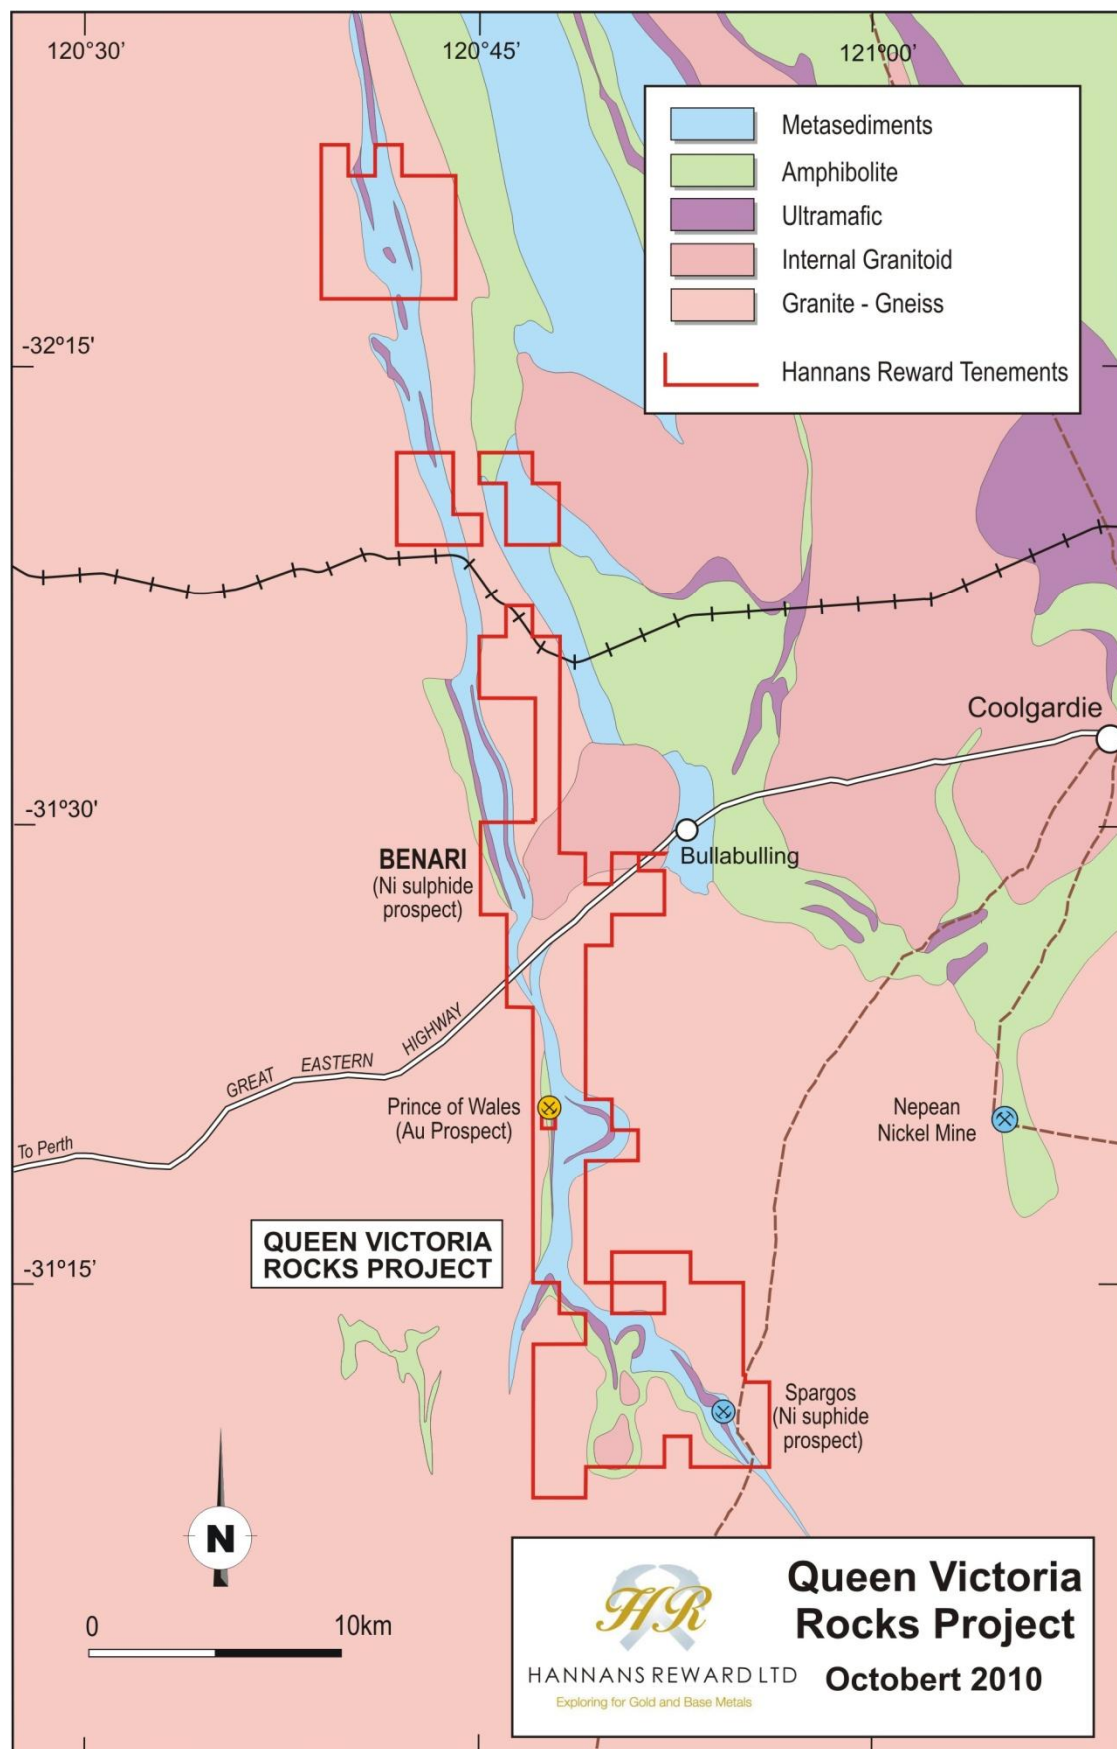 120°30’
120°45’
121°00’
Metasediments
Amphibolite
Ultramafic
Internal Granitoid
Granite - Gneiss
Hannans Reward Tenements
-32°15’
Coolgardie
-31°30’
Bullabulling
BENARI
(Ni sulphide
prospect)
GREAT EASTERN HIGHWAY
To Perth
Prince of Wales
(Au Prospect)
Nepean
Nickel Mine
QUEEN VICTORIA
ROCKS PROJECT
-31°15’
Spargos
(Ni suphide
prospect)
N
0 10km
HR
HANNANS REWARD LTD
Exploring for Gold and Base Metals
Queen Victoria
Rocks Project
Octobert 2010